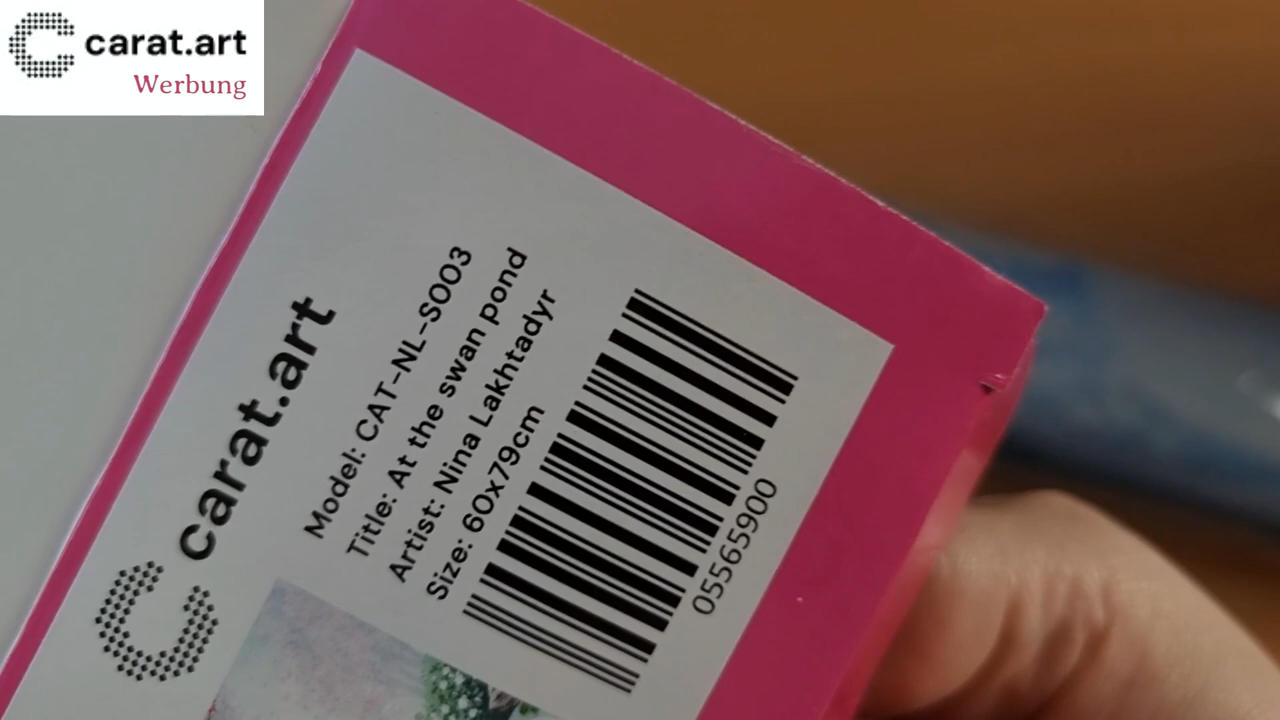 carat.art
Werbung
carat.art
Model: CAT-NL-S003
Title: At the swan pond
Artist: Nina Lakhtadyr
Size: 60x79cm
05565900